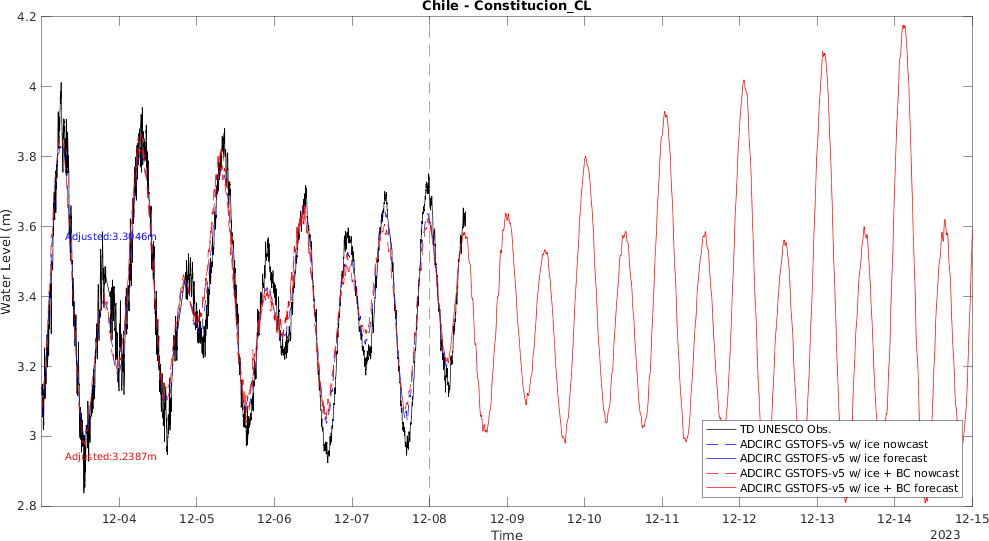 Chile - Constitucion_CL
4.2
4
3.8
3.6
3.4
3.2
3
2.8
Water Level (m)
Adjusted:3.3046m
Adjusted:3.2387m
TD UNESCO Obs.
ADCIRC GSTOFS-v5 w/ ice nowcast
ADCIRC GSTOFS-v5 w/ ice forecast
ADCIRC GSTOFS-v5 w/ ice + BC nowcast
ADCIRC GSTOFS-v5 w/ ice + BC forecast
12-04 12-05 12-06 12-07 12-08 12-09 12-10 12-11 12-12 12-13 12-14 12-15
Time
2023